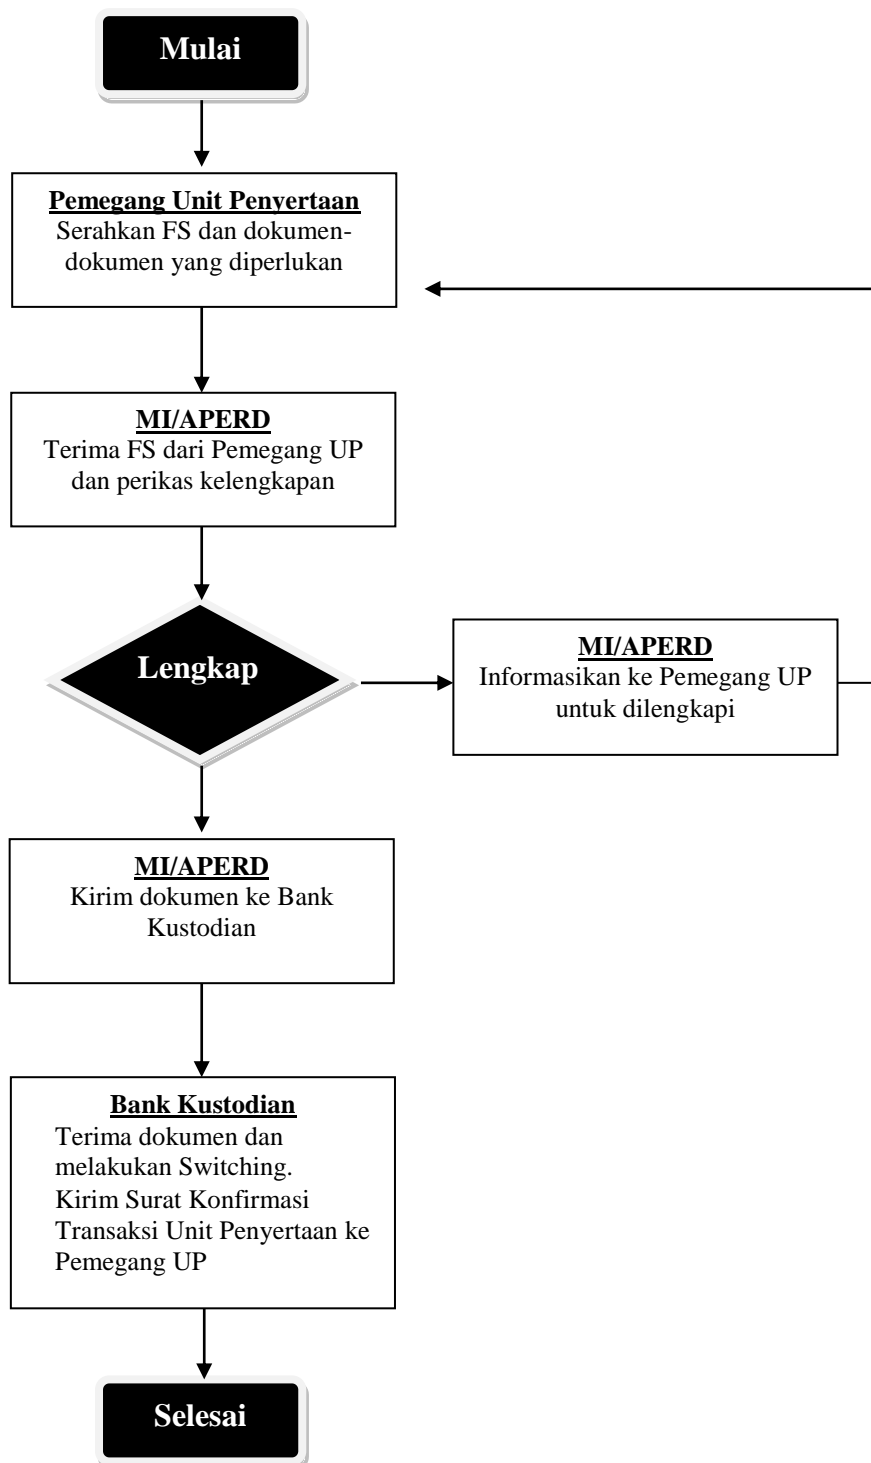 Mulai
Pemegang Unit Penyertaan
Serahkan FS dan dokumen-
dokumen yang diperlukan
MI/APERD
Terima FS dari Pemegang UP
dan perikas kelengkapan
Lengkap
MI/APERD
Informasikan ke Pemegang UP
untuk dilengkapi
MI/APERD
Kirim dokumen ke Bank
Kustodian
Bank Kustodian
Terima dokumen dan
melakukan Switching.
Kirim Surat Konfirmasi
Transaksi Unit Penyertaan ke
Pemegang UP
Selesai